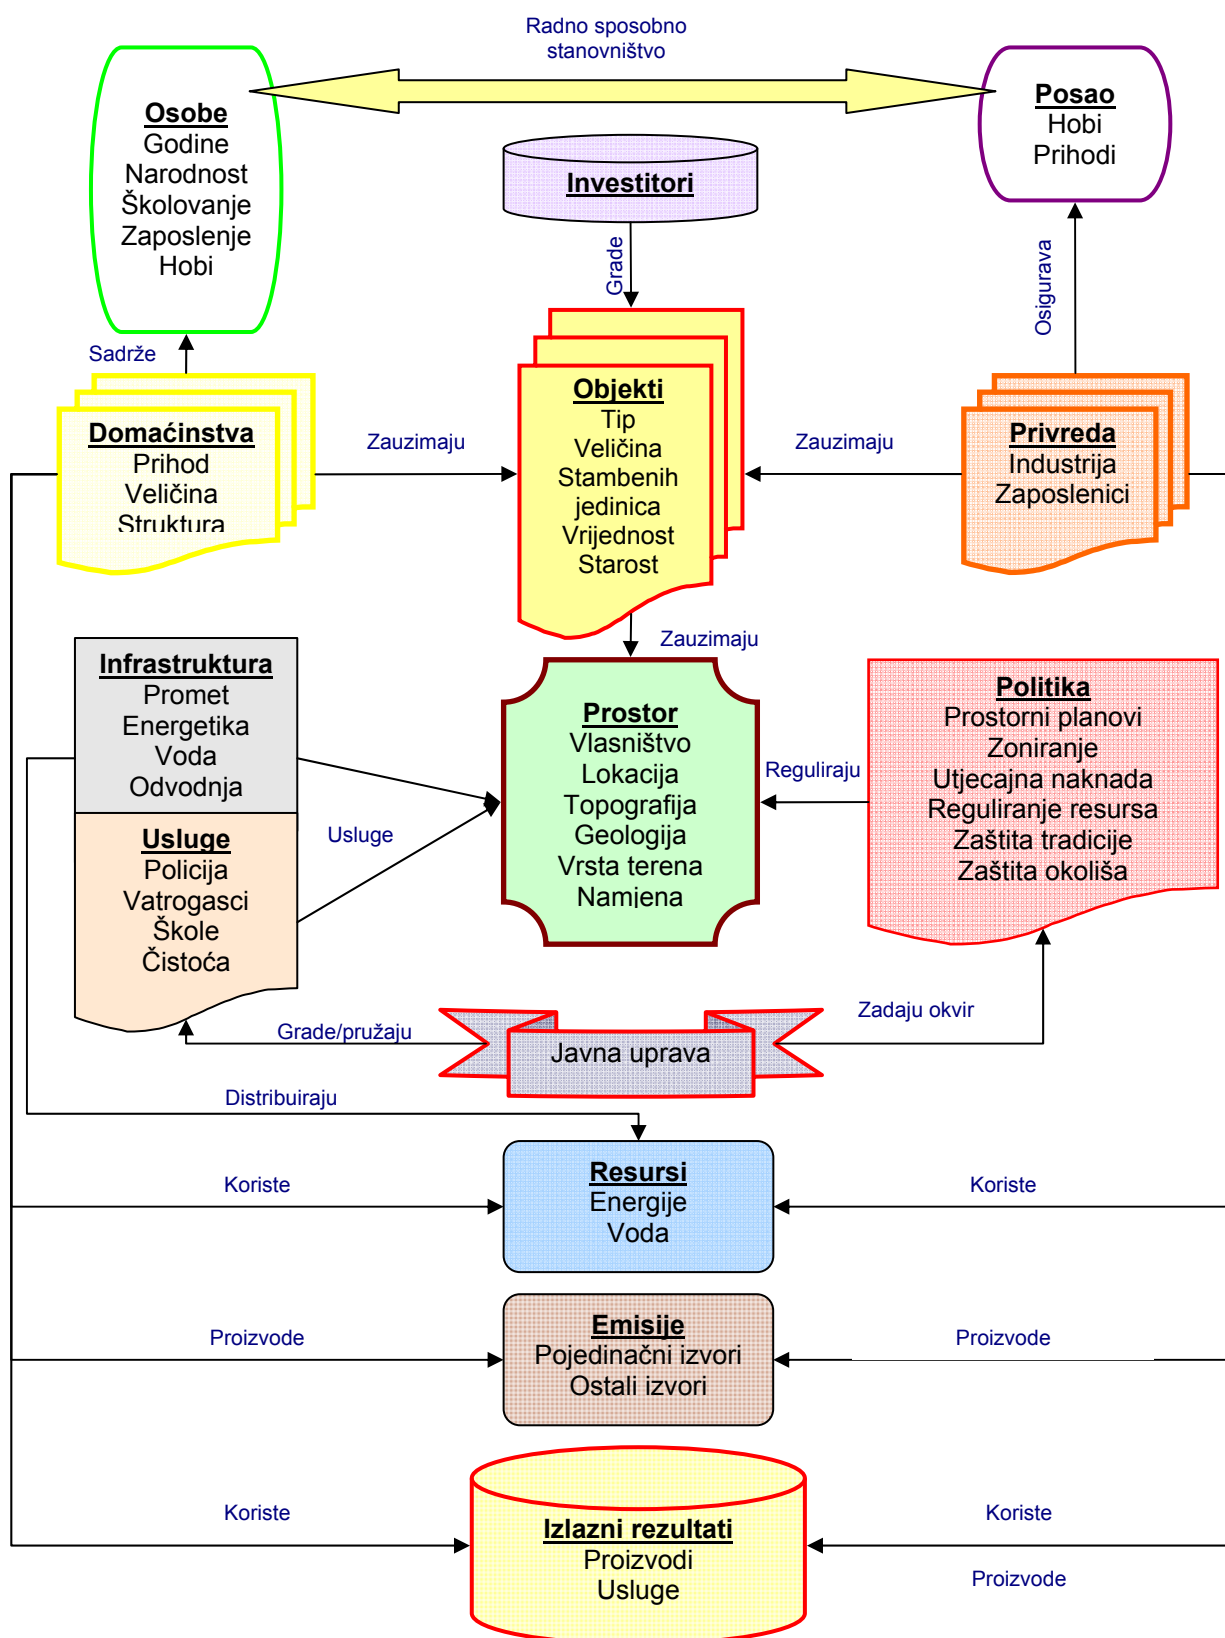 Radno sposobno
stanovništvo
Osobe
Godine
Narodnost
Školovanje
Zaposlenje
Hobi
Posao
Hobi
Prihodi
Investitori
Grade
Osigurava
Sadrže
Domaćinstva
Prihod
Veličina
Struktura
Zauzimaju
Objekti
Tip
Veličina
Stambenih
jedinica
Vrijednost
Starost
Zauzimaju
Privreda
Industrija
Zaposlenici
Zauzimaju
Infrastruktura
Promet
Energetika
Voda
Odvodnja
Usluge
Policija
Vatrogasci
Škole
Čistoća
Usluge
Prostor
Vlasništvo
Lokacija
Topografija
Geologija
Vrsta terena
Namjena
Reguliraju
Politika
Prostorni planovi
Zoniranje
Utjecajna naknada
Reguliranje resursa
Zaštita tradicije
Zaštita okoliša
Grade/pružaju
Javna uprava
Zadaju okvir
Distribuiraju
Koriste
Resursi
Energije
Voda
Koriste
Proizvode
Emisije
Pojedinačni izvori
Ostali izvori
Proizvode
Koriste
Izlazni rezultati
Proizvodi
Usluge
Koriste
Proizvode